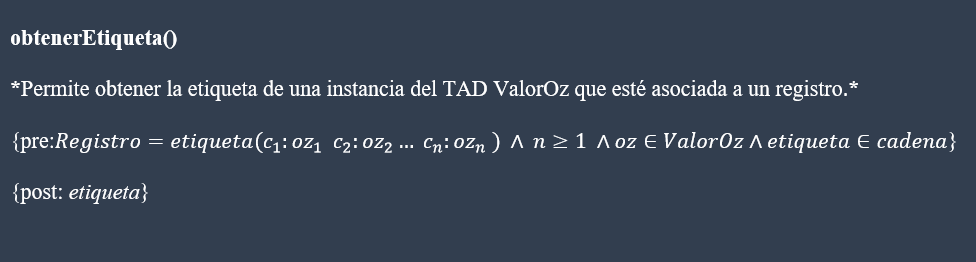 obtenerEtiqueta()
*Permite obtener la etiqueta de una instancia del TAD ValorOz que esté asociada a un registro.*
{pre:Registro = etiqueta(c₁: oz₁ c₂: oz₂ ... cₙ: ozₙ ) ∧ n ≥ 1 ∧ oz ∈ ValorOz ∧ etiqueta ∈ cadena}
{post: etiqueta}